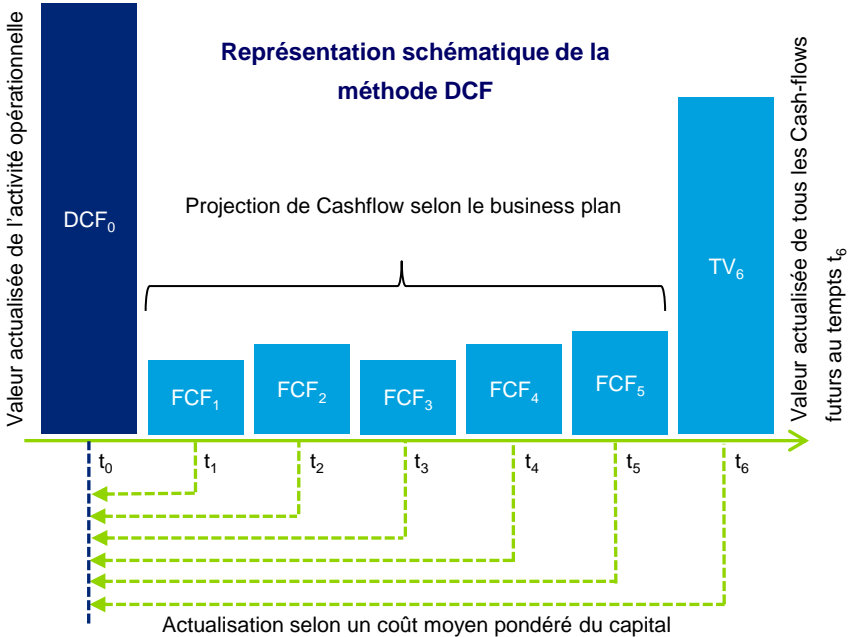 Représentation schématique de la
méthode DCF
Valeur actualisée de l'activité opérationnelle
Projection de Cashflow selon le business plan
DCF0
FCF1
FCF2
FCF3
FCF4
FCF5
TV6
Valeur actualisée de tous les Cash-flows
futurs au tempts t6
t0
t1
t2
t3
t4
t5
t6
Actualisation selon un coût moyen pondéré du capital